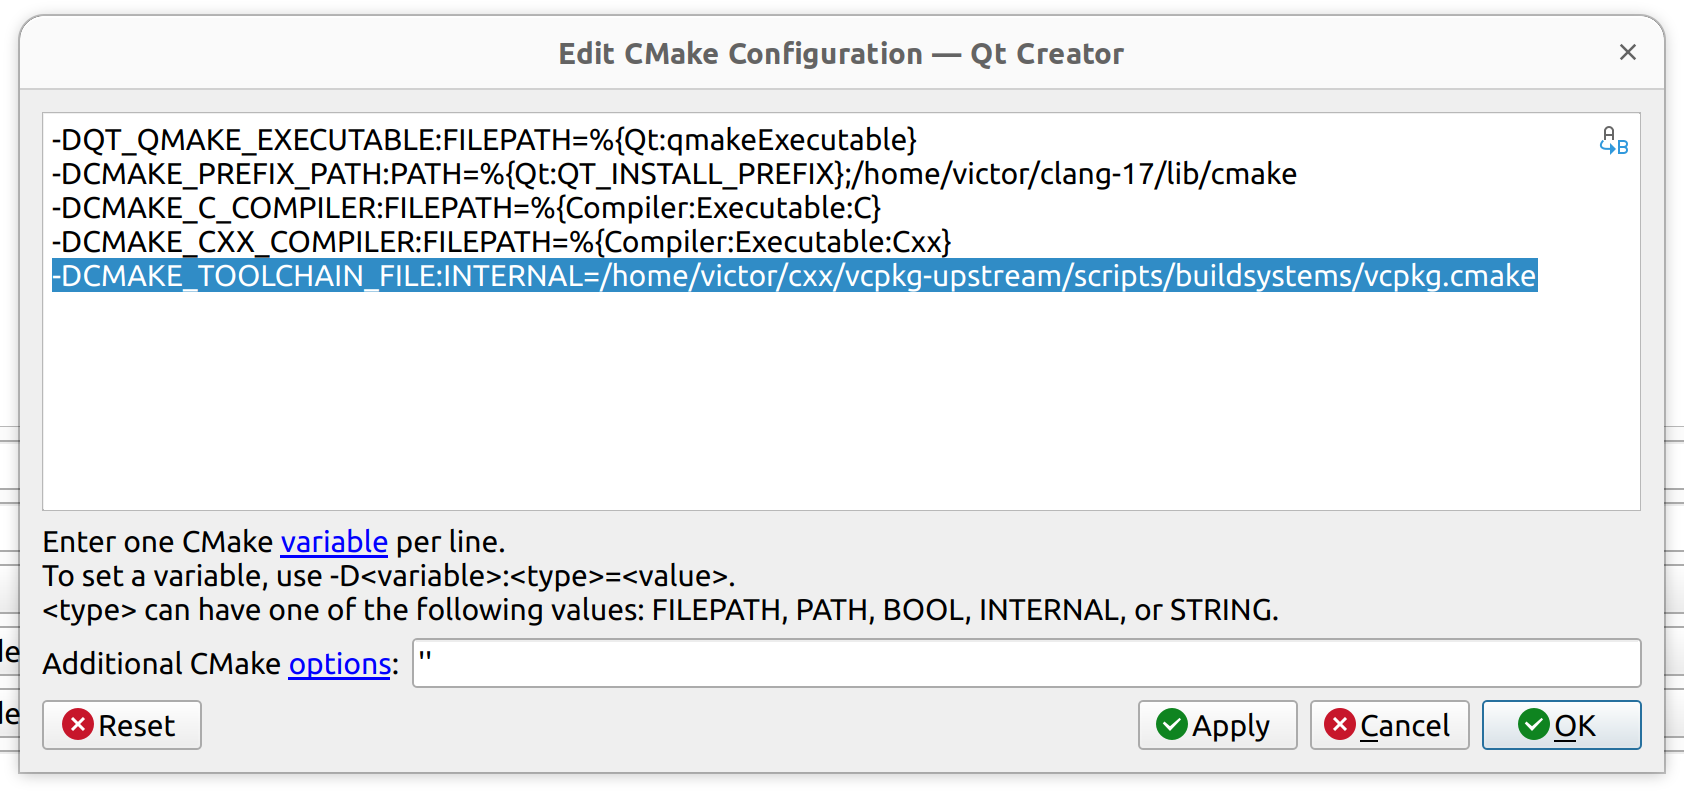 Edit CMake Configuration — Qt Creator
-DQT_QMAKE_EXECUTABLE:FILEPATH=%{Qt:qmakeExecutable}
-DCMAKE_PREFIX_PATH:PATH=%{Qt:QT_INSTALL_PREFIX};/home/victor/clang-17/lib/cmake
-DCMAKE_C_COMPILER:FILEPATH=%{Compiler:Executable:C}
-DCMAKE_CXX_COMPILER:FILEPATH=%{Compiler:Executable:Cxx}
-DCMAKE_TOOLCHAIN_FILE:INTERNAL=/home/victor/cxx/vcpkg-upstream/scripts/buildsystems/vcpkg.cmake
A
B
Enter one CMake variable per line.
To set a variable, use -D<variable>:<type>=<value>.
<type> can have one of the following values: FILEPATH, PATH, BOOL, INTERNAL, or STRING.
Additional CMake options: ''
Reset Apply Cancel OK